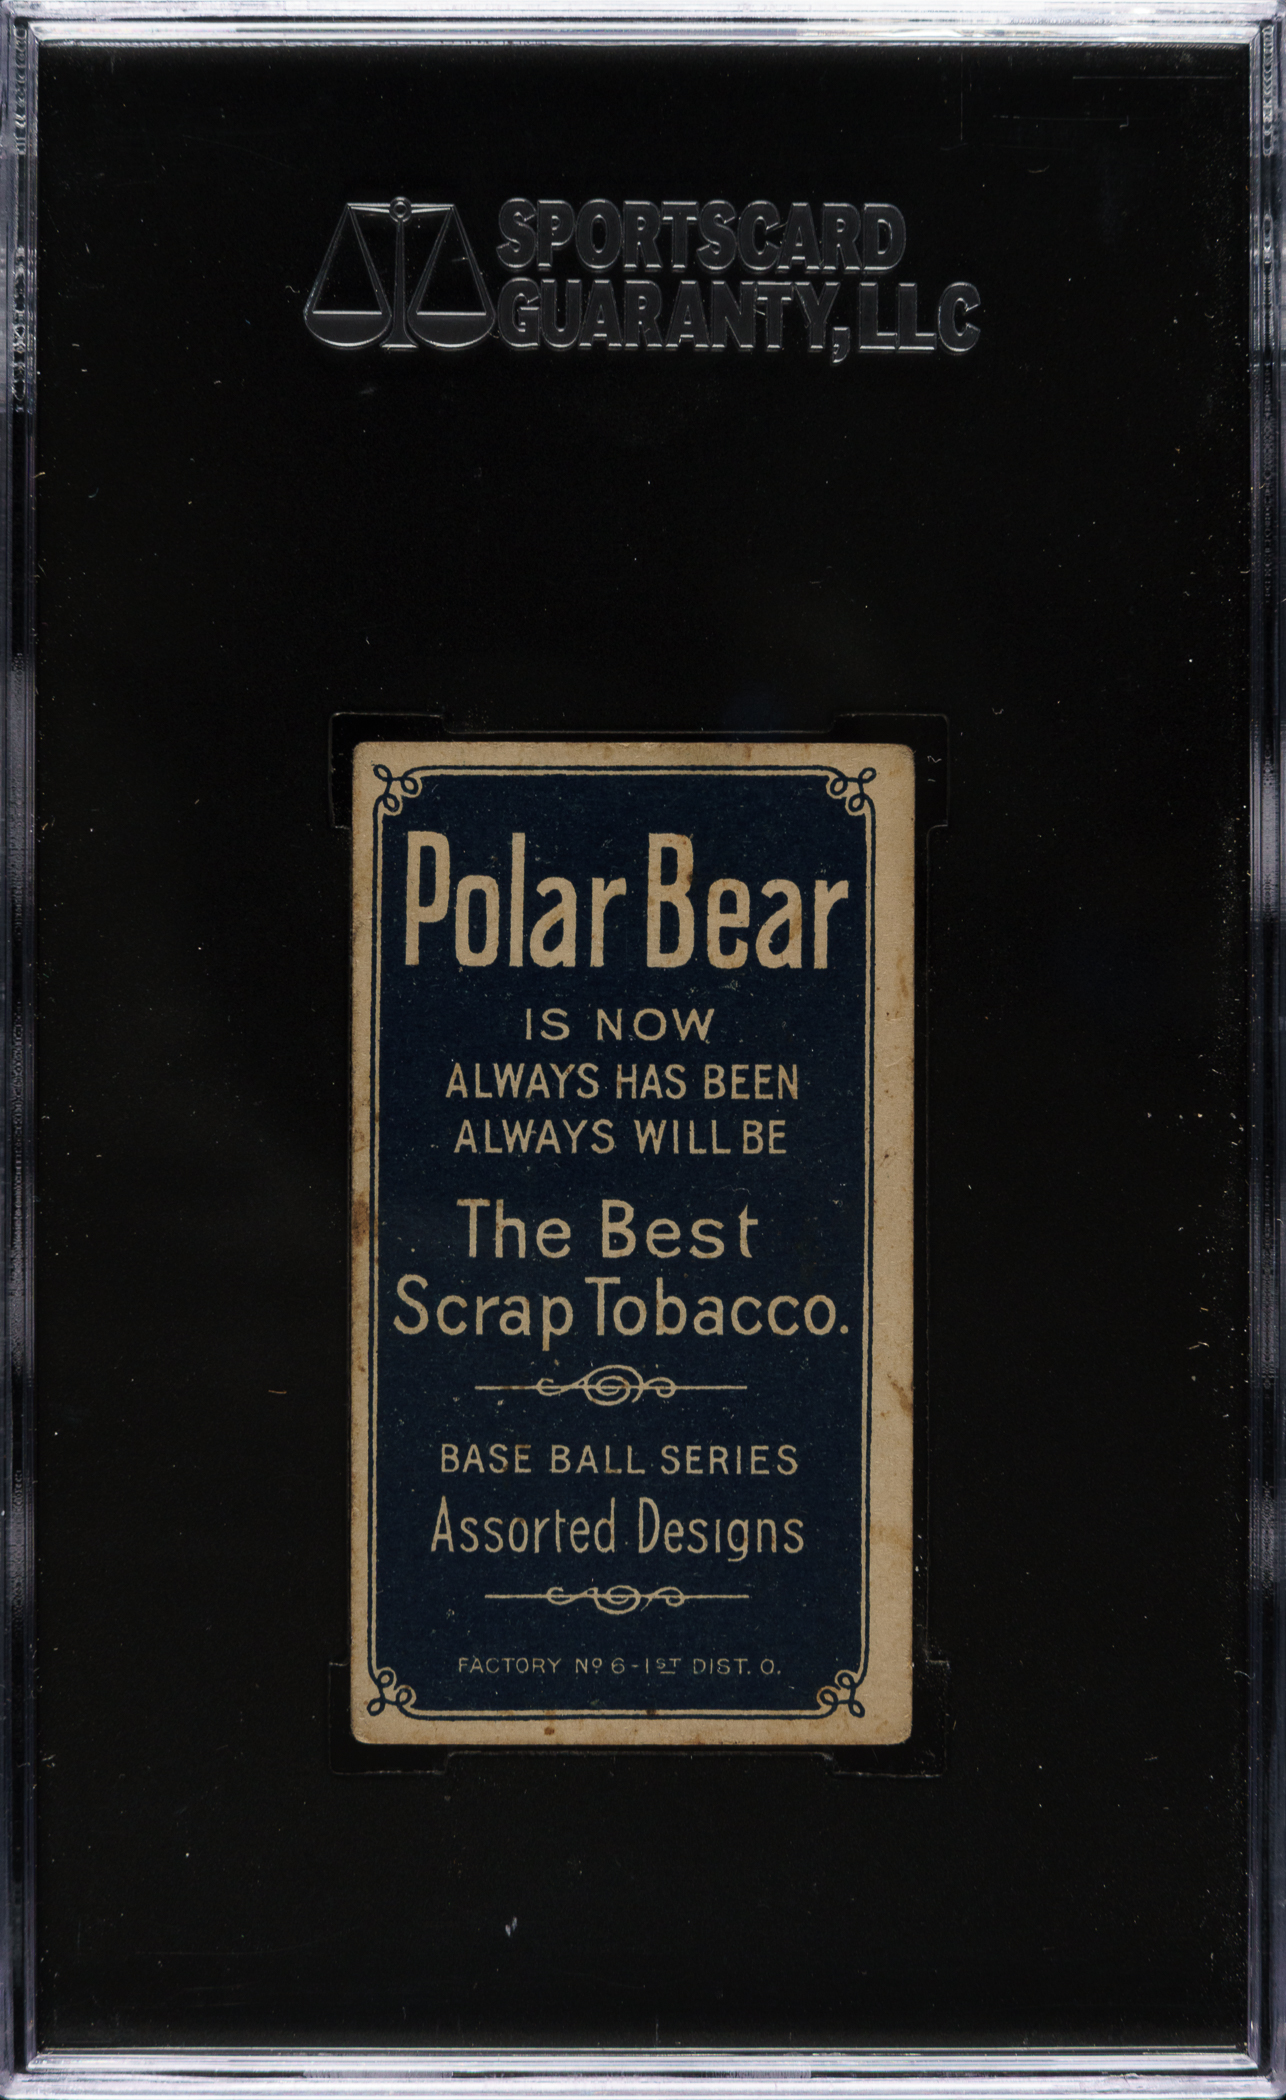 SPORTSCARD
GUARANTY, LLC
Polar Bear
IS NOW
ALWAYS HAS BEEN
ALWAYS WILL BE
The Best
Scrap Tobacco.
BASE BALL SERIES
Assorted Designs
FACTORY Nº 6-1ST DIST. O.